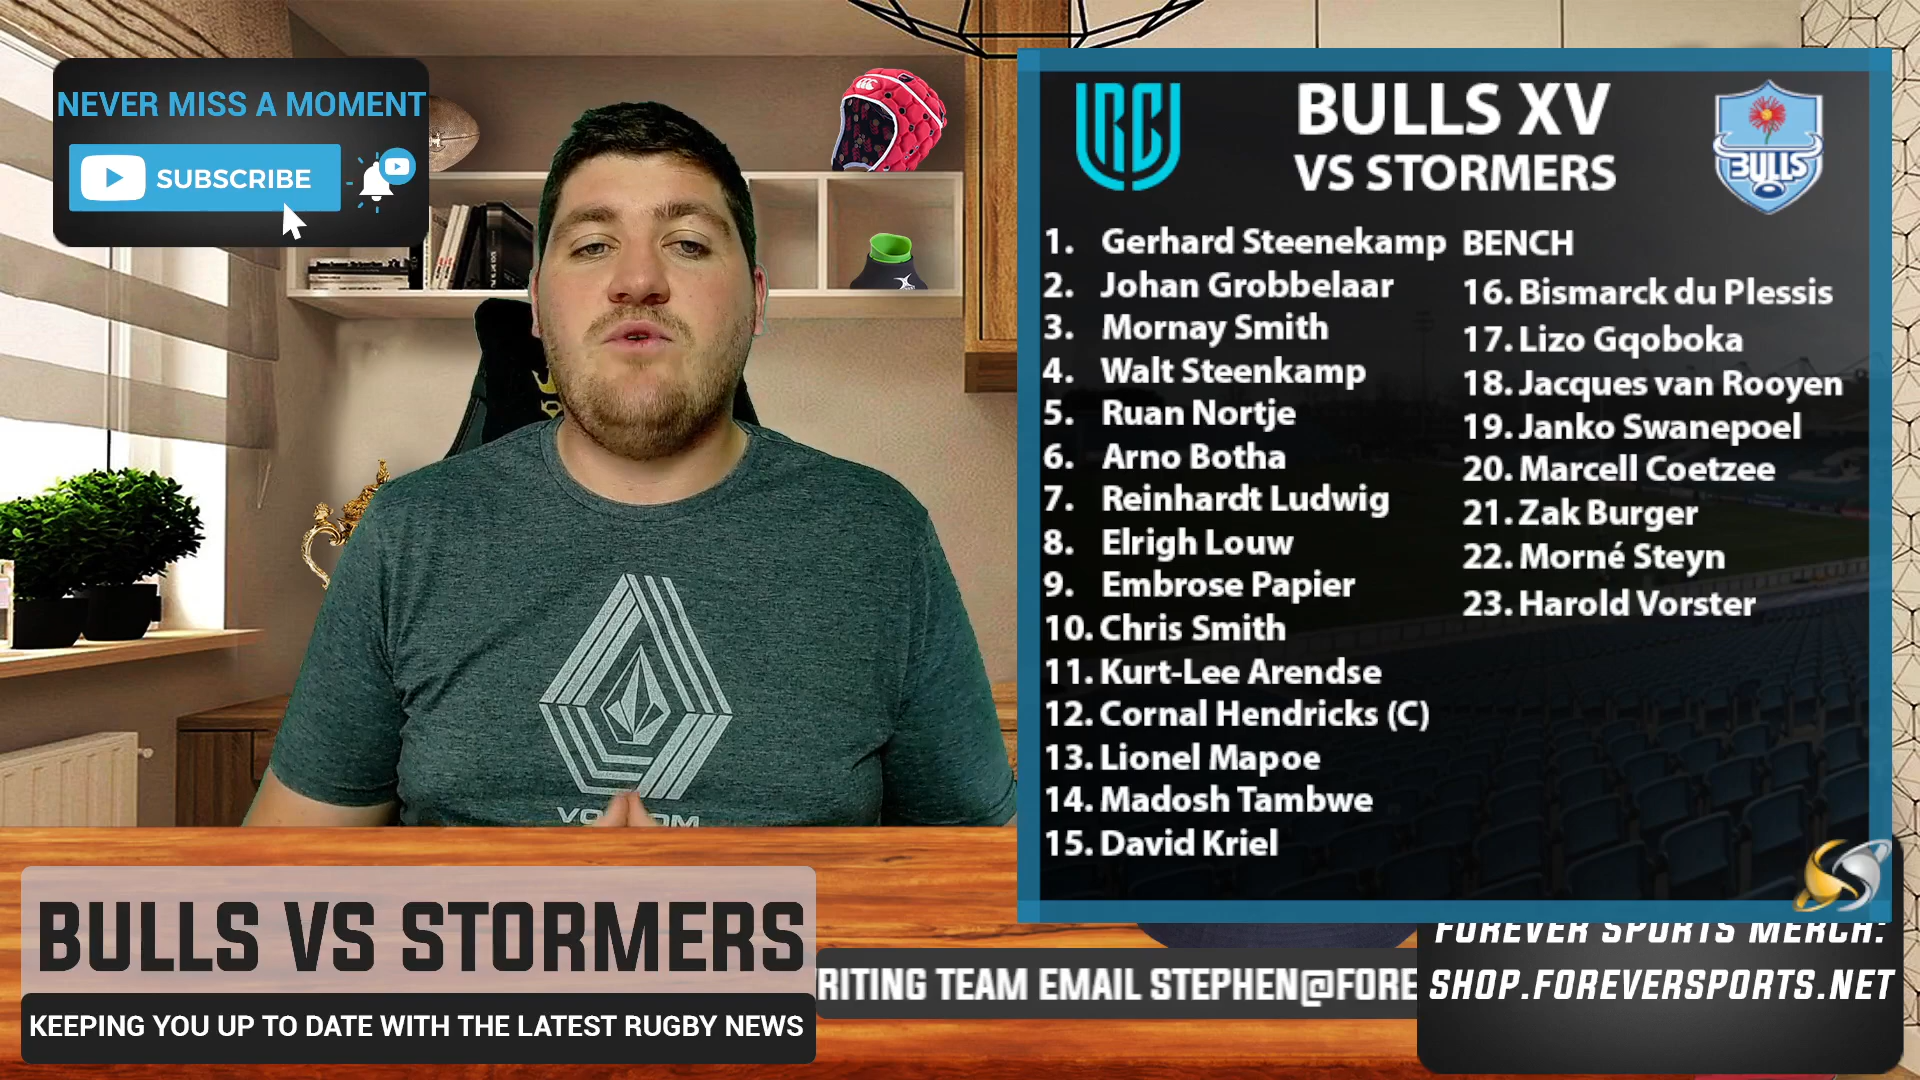 NEVER MISS A MOMENT
SUBSCRIBE
BULLS XV
VS STORMERS
BULLS
1. Gerhard Steenekamp
2. Johan Grobbelaar
3. Mornay Smith
4. Walt Steenkamp
5. Ruan Nortje
6. Arno Botha
7. Reinhardt Ludwig
8. Elrigh Louw
9. Embrose Papier
10. Chris Smith
11. Kurt-Lee Arendse
12. Cornal Hendricks (C)
13. Lionel Mapoe
14. Madosh Tambwe
15. David Kriel
BENCH
16. Bismarck du Plessis
17. Lizo Gqoboka
18. Jacques van Rooyen
19. Janko Swanepoel
20. Marcell Coetzee
21. Zak Burger
22. Morné Steyn
23. Harold Vorster
BULLS VS STORMERS
KEEPING YOU UP TO DATE WITH THE LATEST RUGBY NEWS
RITING TEAM EMAIL STEPHEN@FORE
FOREVER SPORTS MERCH:
SHOP.FOREVERSPORTS.NET